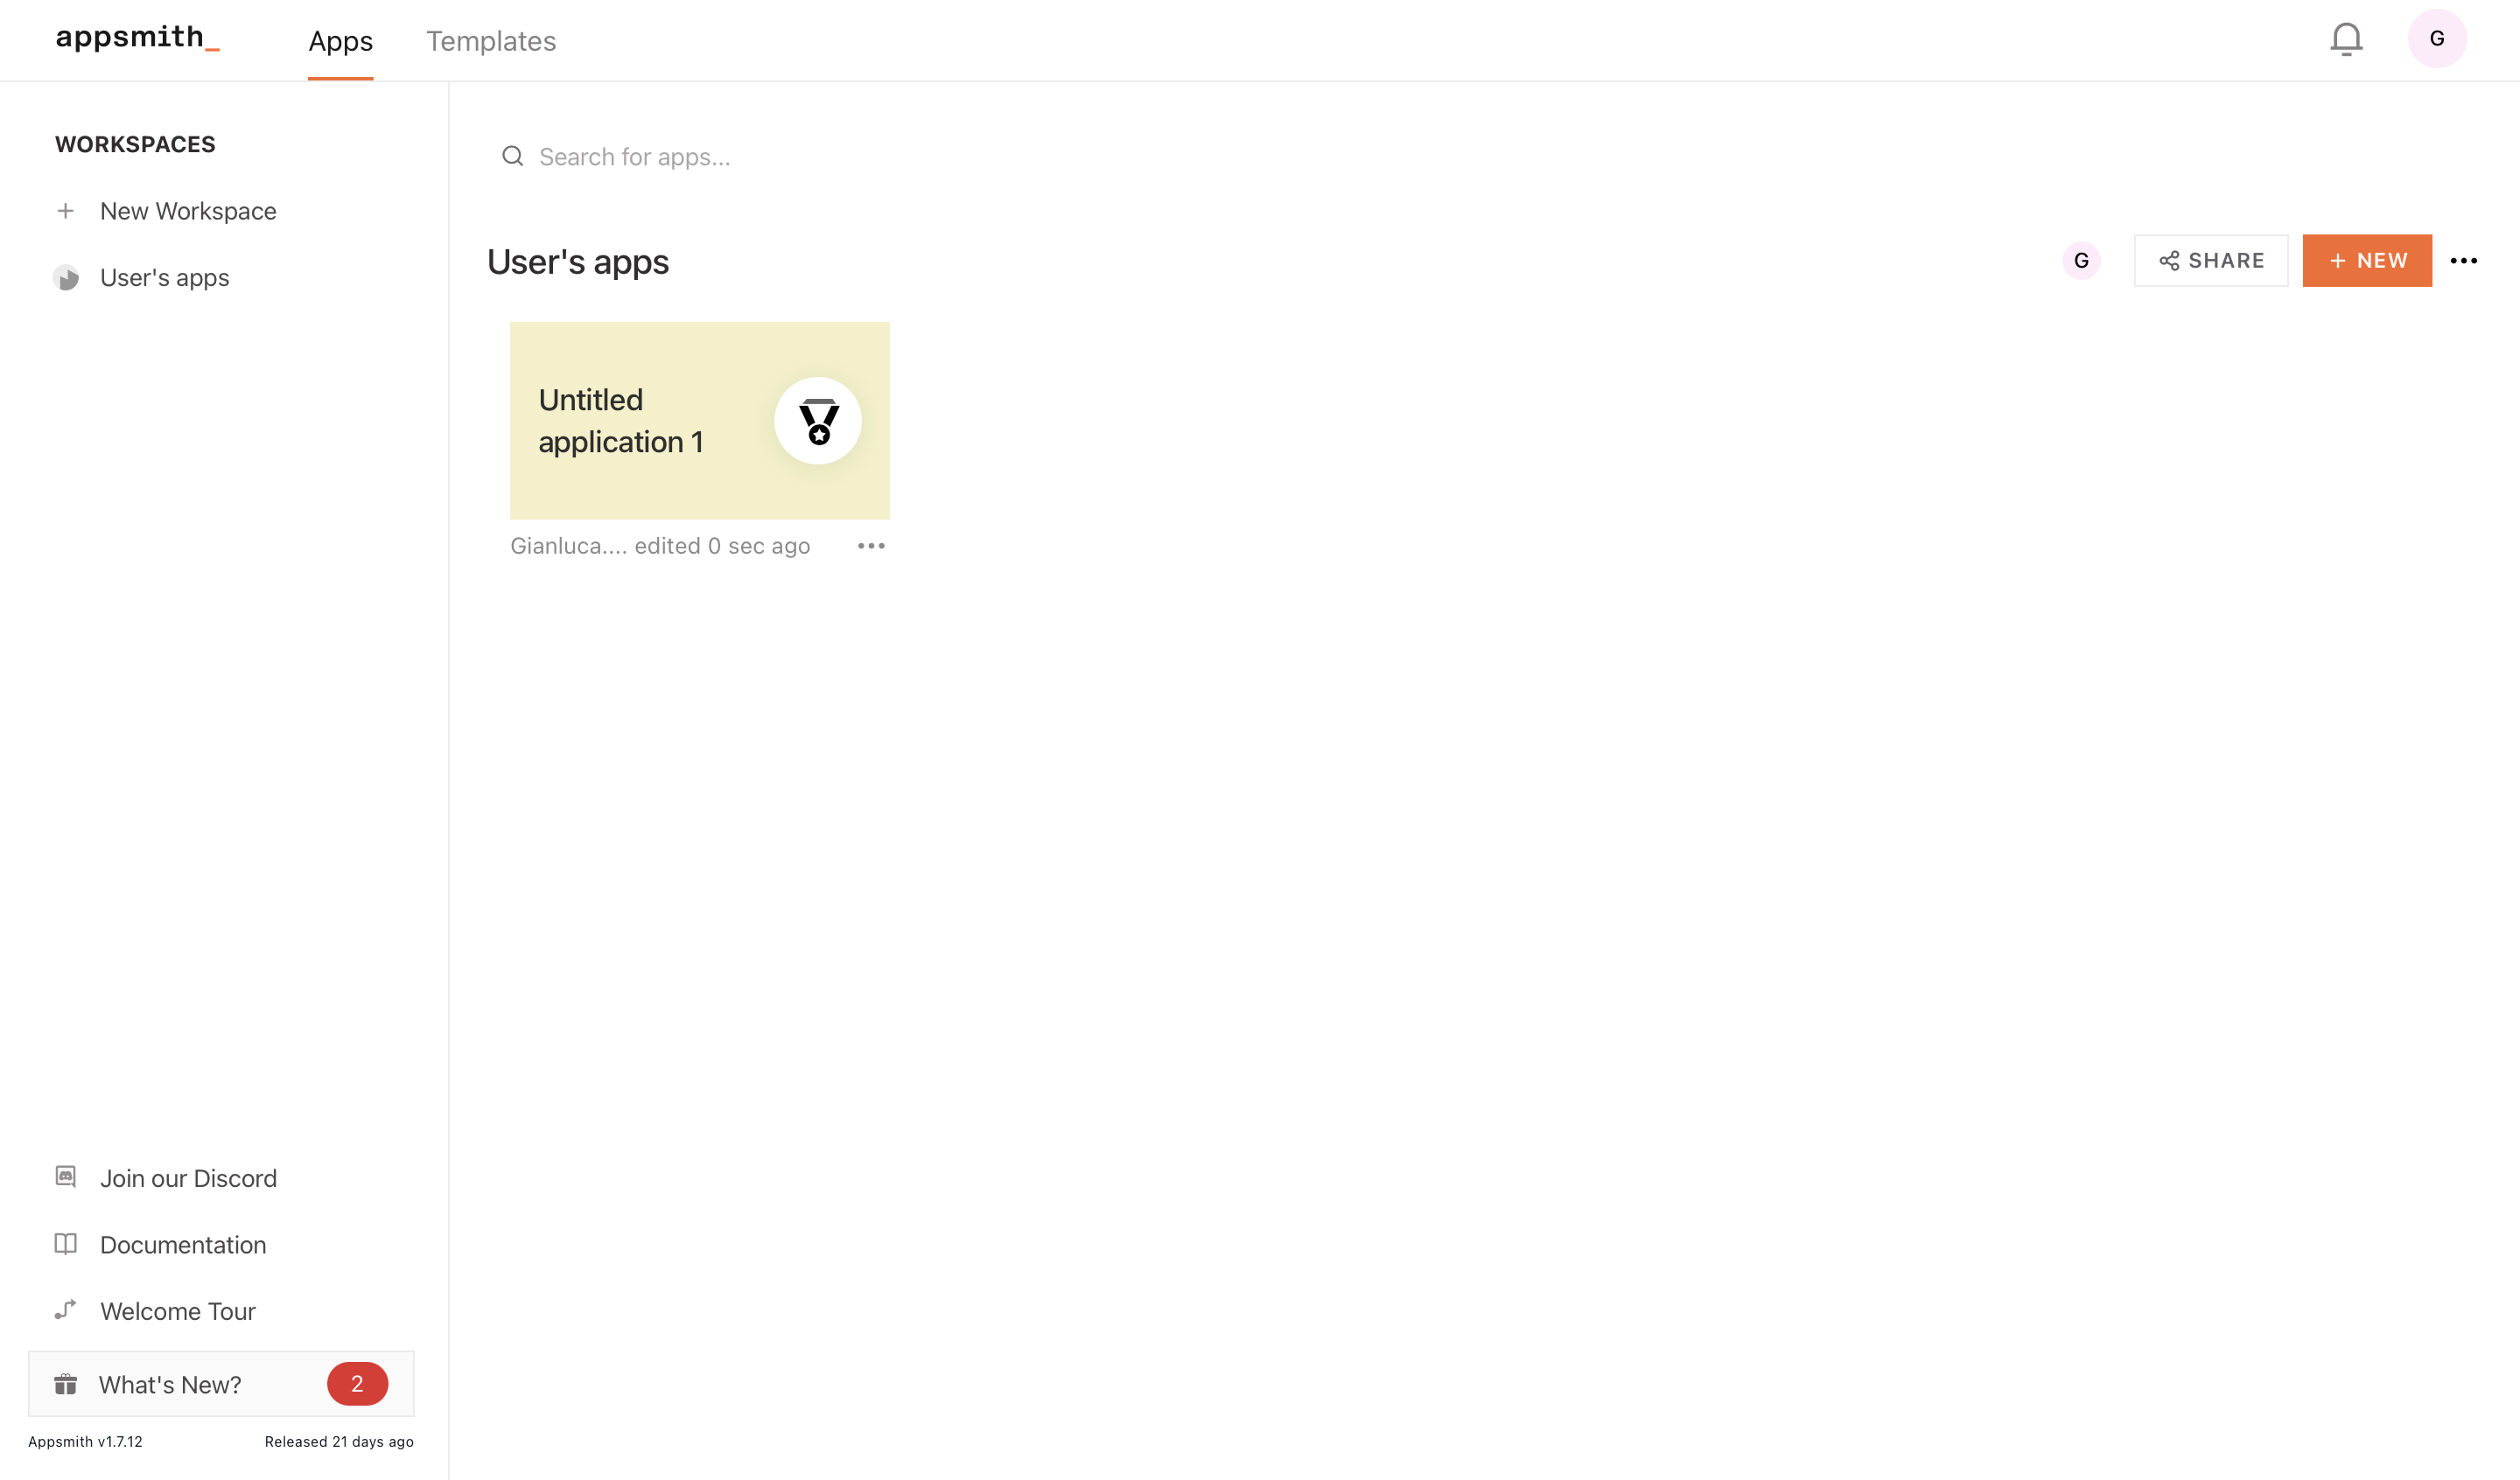 appsmith_
Apps
Templates
G
WORKSPACES
New Workspace
User's apps
Search for apps...
User's apps
G
SHARE
NEW
Untitled
application 1
Gianluca.... edited 0 sec ago
Join our Discord
Documentation
Welcome Tour
What's New?
2
Appsmith v1.7.12
Released 21 days ago